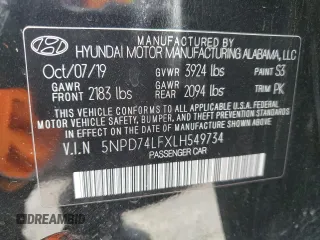 MANUFACTURED BY
HYUNDAI MOTOR MANUFACTURING ALABAMA, LLC
Oct/07/19 GVWR 3924 lbs PAINT S3
GAWR FRONT 2183 lbs GAWR REAR 2094 lbs TRIM PK
THIS VEHICLE CONFORMS TO ALL APPLICABLE U.S. FEDERAL
MOTOR VEHICLE SAFETY, BUMPER, AND THEFT PREVENTION
STANDARDS IN EFFECT ON THE DATE OF MANUFACTURE SHOWN ABOVE.
V.I.N 5NPD74LFXLH549734
PASSENGER CAR
DREAMBID